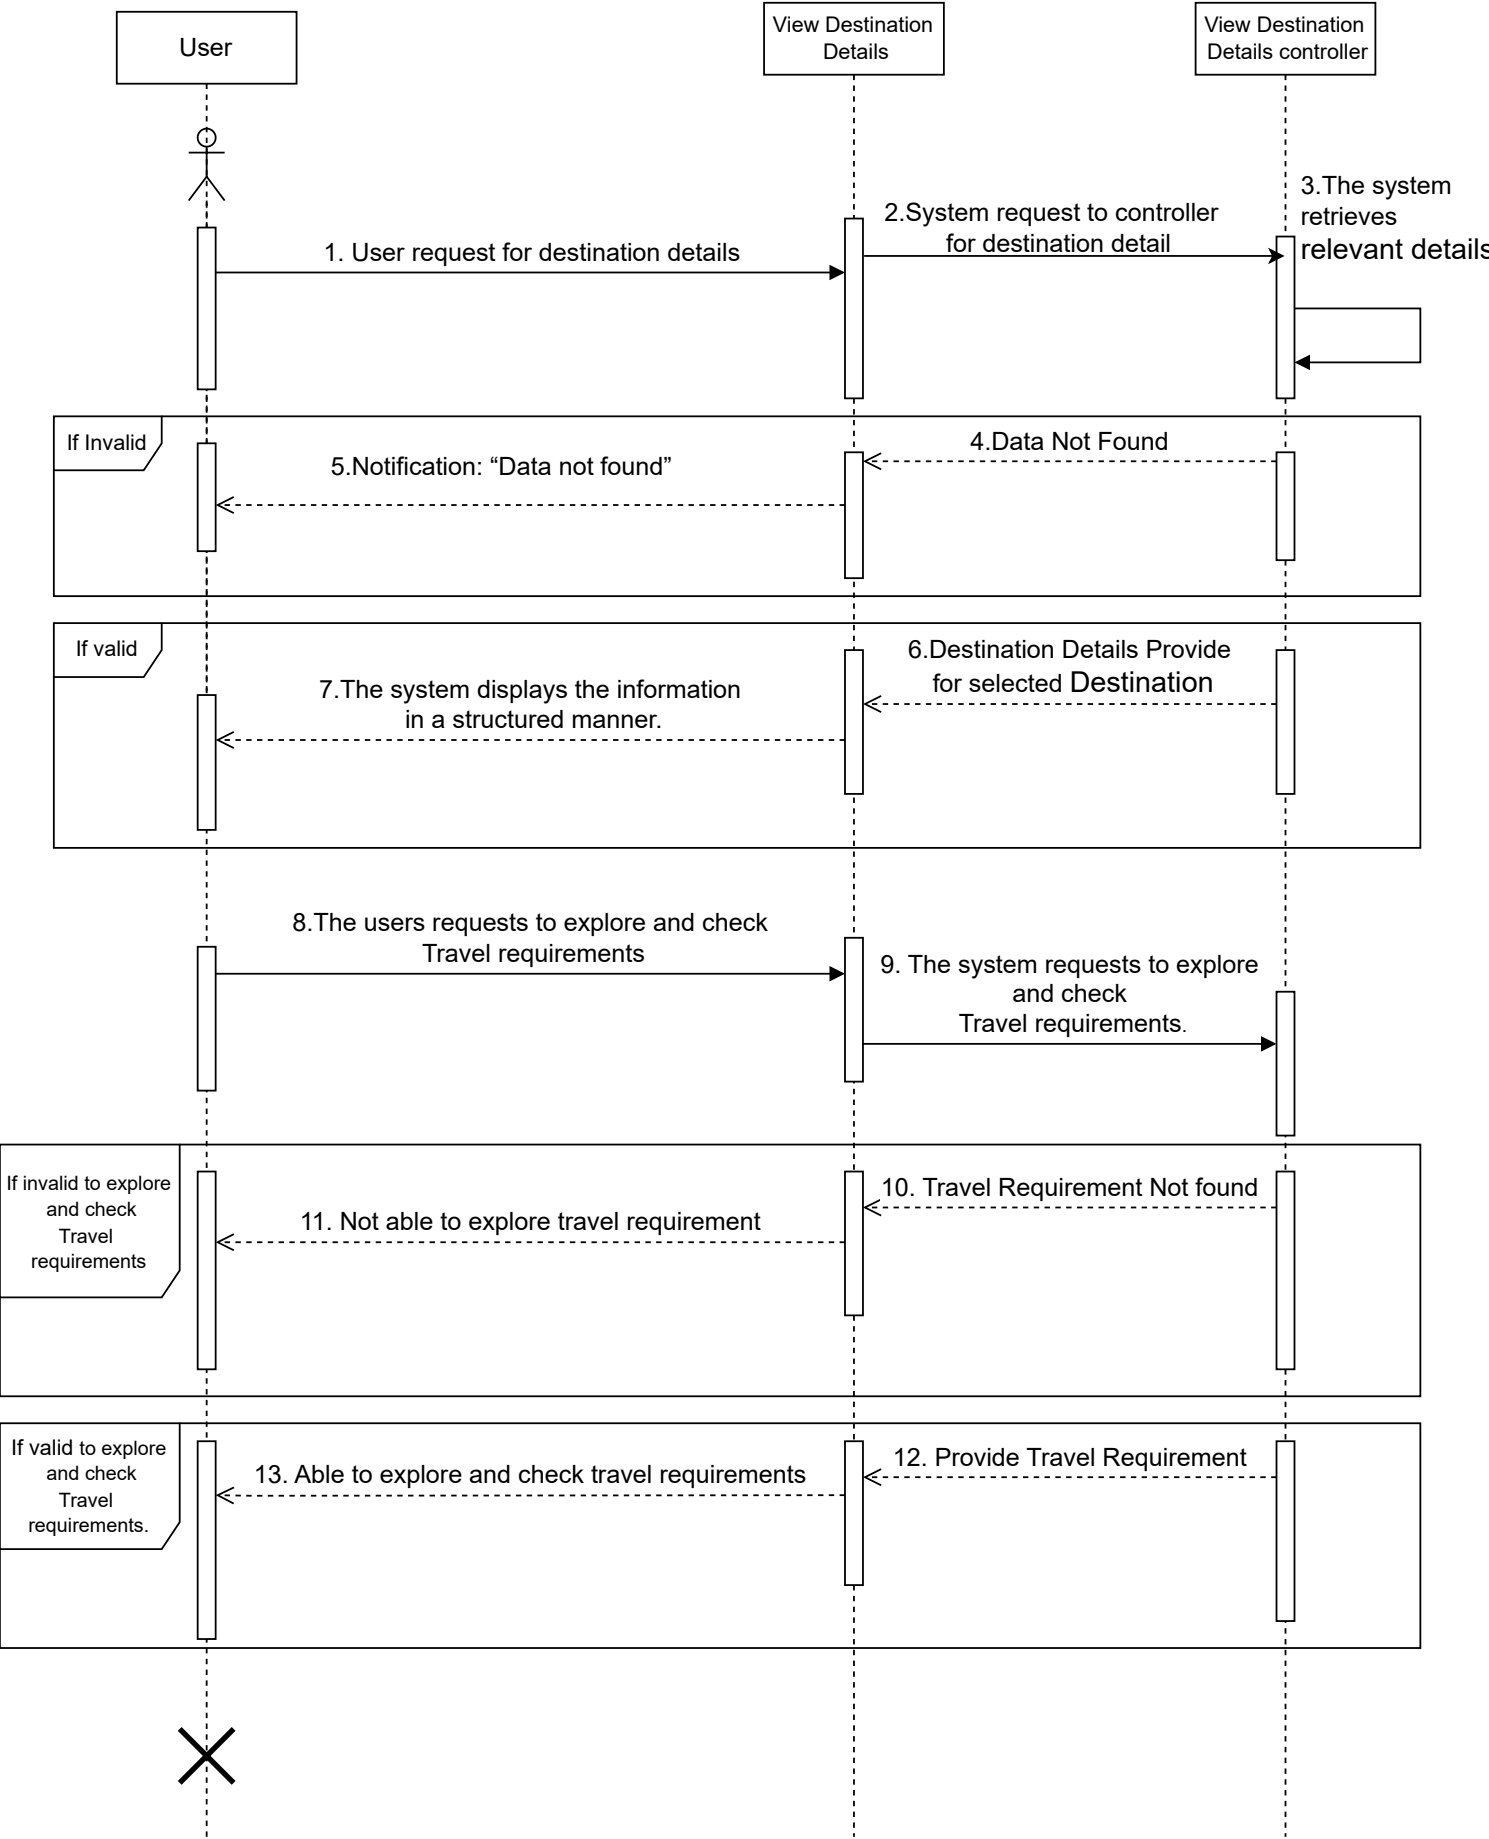 User
View Destination
Details
View Destination
Details controller
3.The system
retrieves
relevant details
2.System request to controller
for destination detail
1. User request for destination details
If Invalid
4.Data Not Found
5.Notification: “Data not found”
If valid
6.Destination Details Provide
for selected Destination
7.The system displays the information
in a structured manner.
8.The users requests to explore and check
Travel requirements
9. The system requests to explore
and check
Travel requirements.
If invalid to explore
and check
Travel
requirements
10. Travel Requirement Not found
11. Not able to explore travel requirement
If valid to explore
and check
Travel
requirements.
12. Provide Travel Requirement
13. Able to explore and check travel requirements